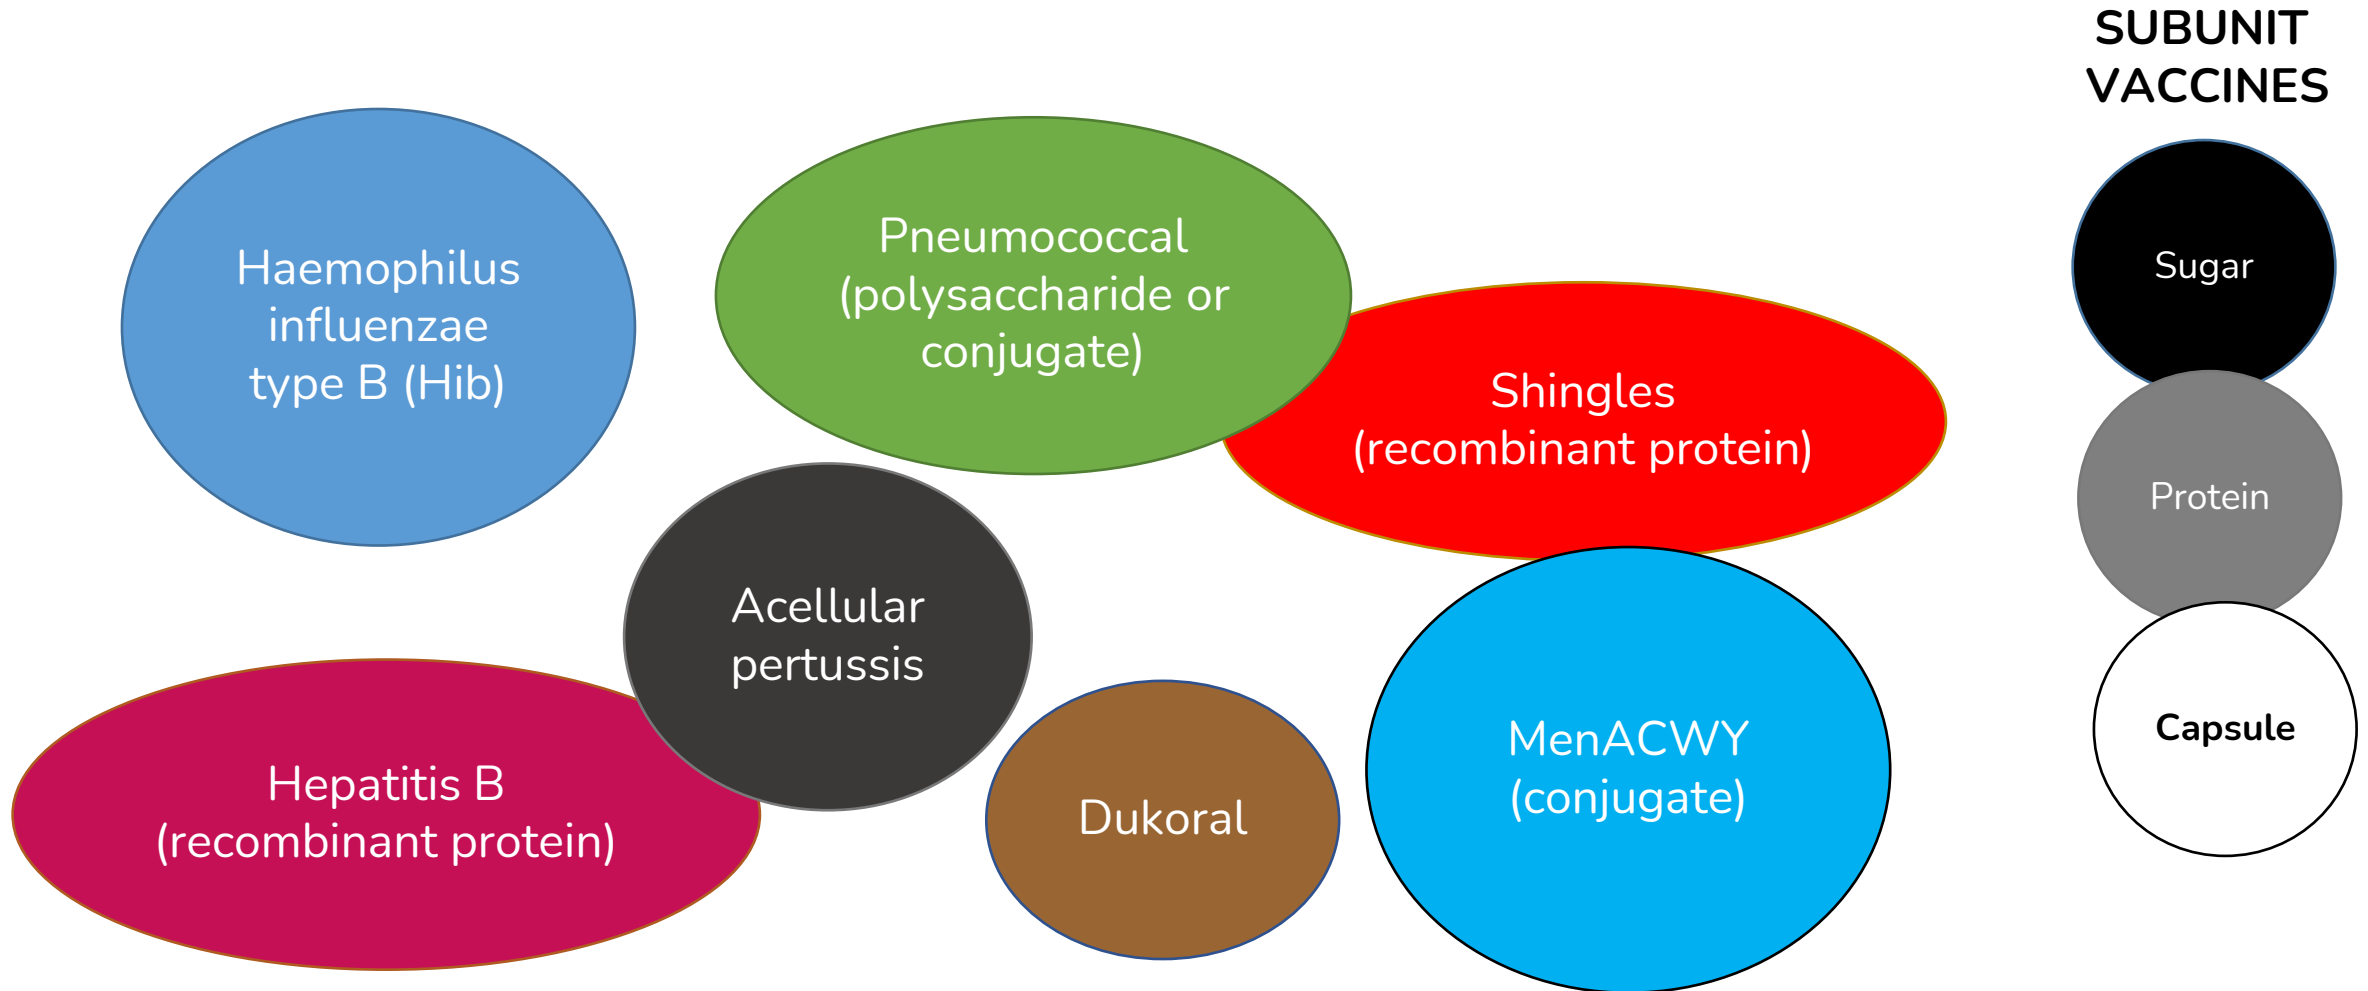 SUBUNIT
VACCINES
Haemophilus
influenzae
type B (Hib)
Pneumococcal
(polysaccharide or
conjugate)
Shingles
(recombinant protein)
Acellular
pertussis
Hepatitis B
(recombinant protein)
Dukoral
MenACWY
(conjugate)
Sugar
Protein
Capsule